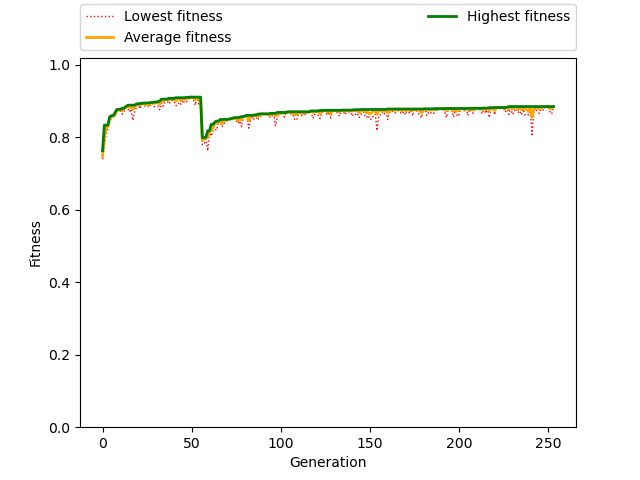 Lowest fitness
Average fitness
Highest fitness
1.0
0.8
0.6
0.4
0.2
0.0
Fitness
0 50 100 150 200 250
Generation